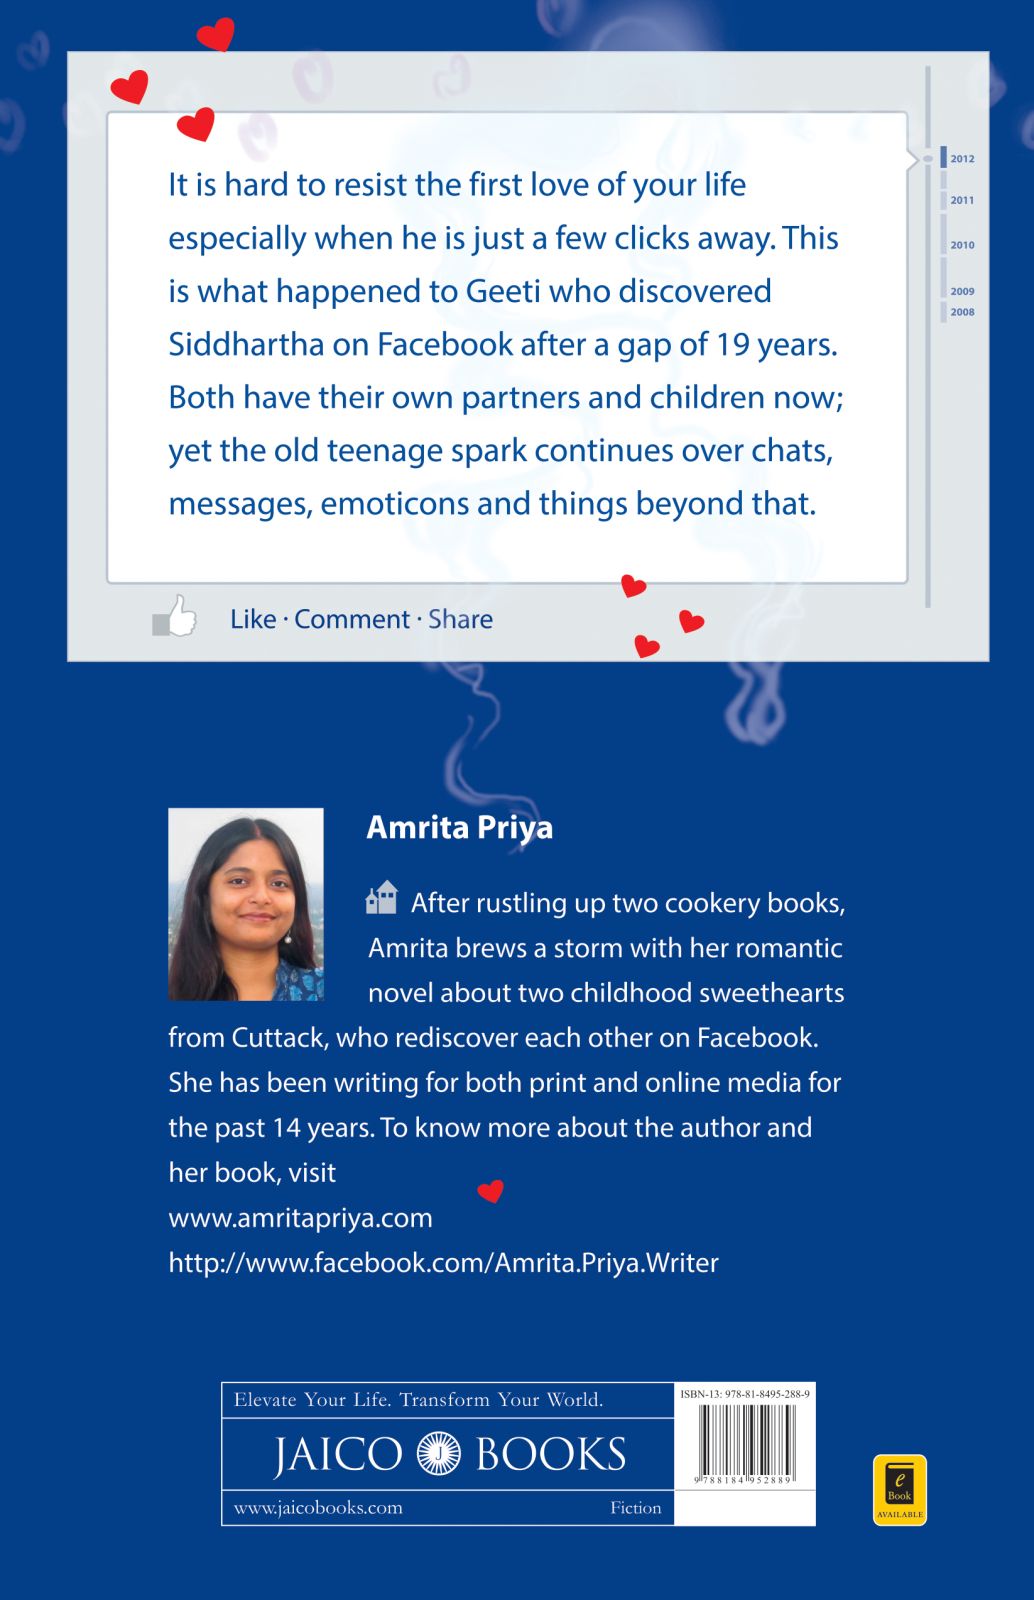 It is hard to resist the first love of your life
especially when he is just a few clicks away. This
is what happened to Geeti who discovered
Siddhartha on Facebook after a gap of 19 years.
Both have their own partners and children now;
yet the old teenage spark continues over chats,
messages, emoticons and things beyond that.
2012
2011
2010
2009
2008
Like · Comment · Share
Amrita Priya
After rustling up two cookery books,
Amrita brews a storm with her romantic
novel about two childhood sweethearts
from Cuttack, who rediscover each other on Facebook.
She has been writing for both print and online media for
the past 14 years. To know more about the author and
her book, visit
www.amritapriya.com
http://www.facebook.com/Amrita.Priya.Writer
Elevate Your Life. Transform Your World.
JAICO J BOOKS
www.jaicobooks.com Fiction
ISBN-13: 978-81-8495-288-9
9 788184 952889
e
Book
AVAILABLE